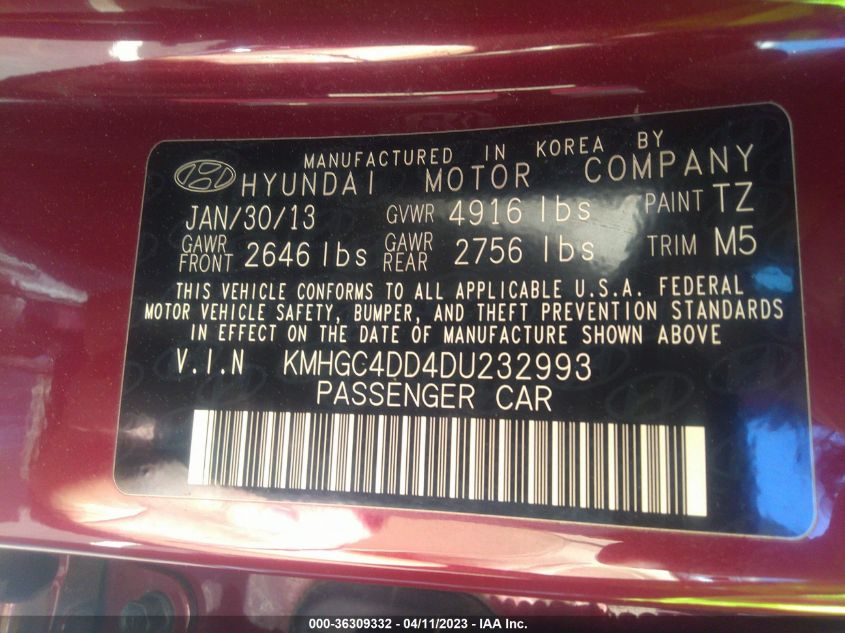 MANUFACTURED IN KOREA BY
HYUNDAI MOTOR COMPANY
JAN/30/13 GVWR 4916 lbs PAINT TZ
GAWR FRONT 2646 lbs GAWR REAR 2756 lbs TRIM M5
THIS VEHICLE CONFORMS TO ALL APPLICABLE U.S.A. FEDERAL
MOTOR VEHICLE SAFETY, BUMPER, AND THEFT PREVENTION STANDARDS
IN EFFECT ON THE DATE OF MANUFACTURE SHOWN ABOVE
V.I.N KMHGC4DD4DU232993
PASSENGER CAR
000-36309332 - 04/11/2023 - IAA Inc.